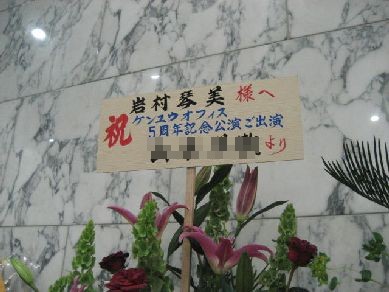 祝
岩村琴美 様へ
ゲンユウオフィス
5周年記念公演ご出演
より